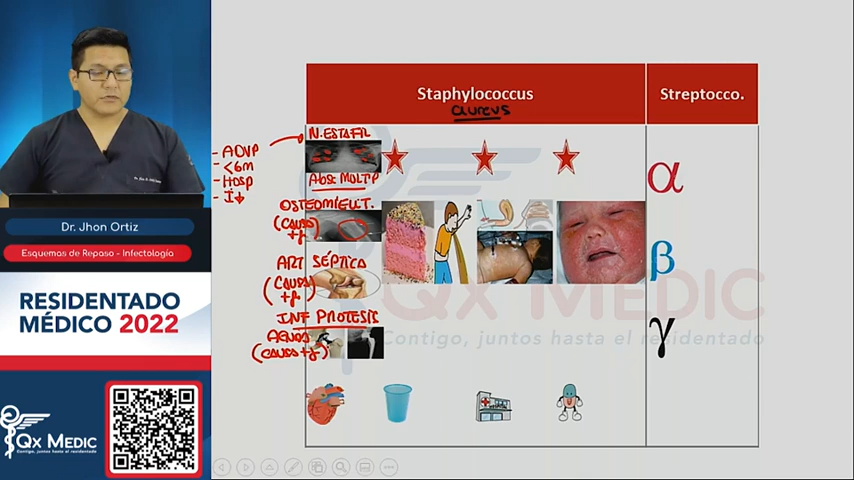 Staphylococcus
aureus
Streptocco.
N. ESTAFIL
- ADVP
- <6m
- HOSP
- I↓
Abs: MULTIP
OSTEOMIELIT.
(CAUSA
+f)
ART SÉPTICA
(CAUSA
+f)
INF PROTESIS
AGUDA
(CAUSA +f)
α
β
γ
QX MEDIC
Contigo, juntos hasta el residentado
Dr. Jhon Ortiz
Esquemas de Repaso - Infectología
RESIDENTADO
MÉDICO 2022
QX MEDIC
Contigo, juntos hasta el residentado